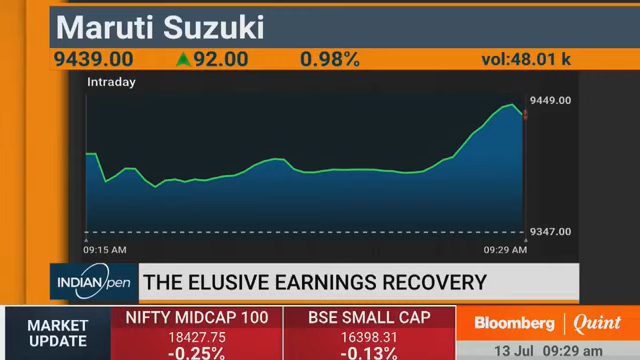 Maruti Suzuki
9439.00 ▲92.00 0.98% vol:48.01 k
Intraday
9449.00
9347.00
09:15 AM 09:29 AM
INDIAN open THE ELUSIVE EARNINGS RECOVERY
MARKET UPDATE
NIFTY MIDCAP 100
18427.75
-0.25%
BSE SMALL CAP
16398.31
-0.13%
Bloomberg | Quint
13 Jul 09:29 am